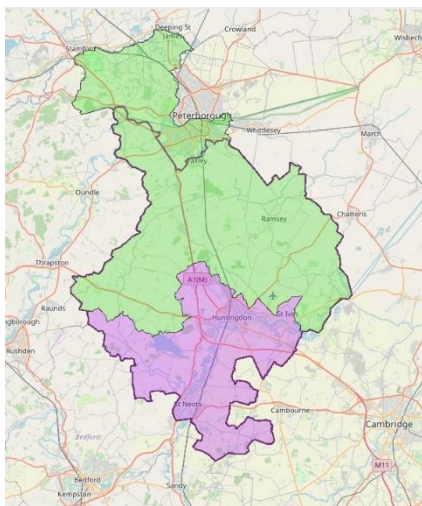 Deeping St
James
Crowland
Stamford
Wisbech
Peterborough
Whittlesey
March
Yaxley
Oundle
Chatteris
Ramsey
Thrapston
A1(M)
Raunds
St Ives
Huntingdon
Rushden
St Neots
Cambourne
Cambridge
Bedford
M11
Bedford
Sandy
Kempston